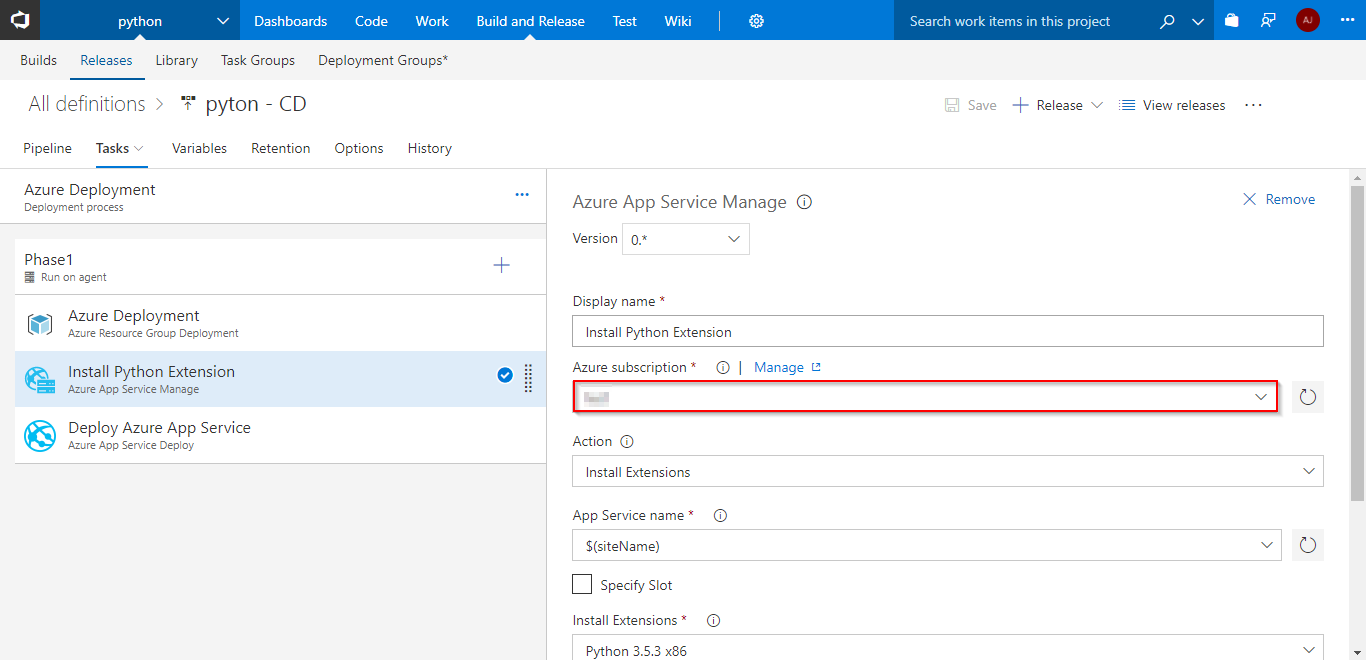 python Dashboards Code Work Build and Release Test Wiki Search work items in this project AJ
Builds Releases Library Task Groups Deployment Groups*
All definitions > pyton - CD Save Release View releases ...
Pipeline Tasks Variables Retention Options History
Azure Deployment
Deployment process
Phase1
Run on agent
Azure Deployment
Azure Resource Group Deployment
Install Python Extension
Azure App Service Manage
Deploy Azure App Service
Azure App Service Deploy
Azure App Service Manage Remove
Version 0.*
Display name *
Install Python Extension
Azure subscription * | Manage
Action
Install Extensions
App Service name *
$(siteName)
Specify Slot
Install Extensions *
Python 3.5.3 x86